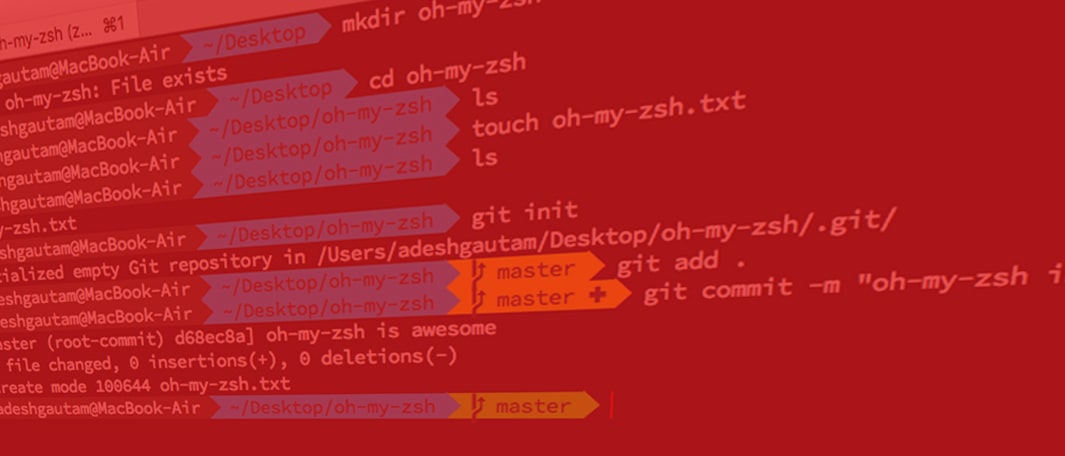 h-my-zsh (z... ⌘1
gautam@MacBook-Air ~/Desktop mkdir oh-my-zsh
oh-my-zsh: File exists
shgautam@MacBook-Air ~/Desktop cd oh-my-zsh
hgautam@MacBook-Air ~/Desktop/oh-my-zsh ls
hgautam@MacBook-Air ~/Desktop/oh-my-zsh touch oh-my-zsh.txt
shgautam@MacBook-Air ~/Desktop/oh-my-zsh ls
y-zsh.txt
shgautam@MacBook-Air ~/Desktop/oh-my-zsh git init
tialized empty Git repository in /Users/adeshgautam/Desktop/oh-my-zsh/.git/
eshgautam@MacBook-Air ~/Desktop/oh-my-zsh master git add .
eshgautam@MacBook-Air ~/Desktop/oh-my-zsh master ✚ git commit -m "oh-my-zsh i
aster (root-commit) d68ec8a] oh-my-zsh is awesome
file changed, 0 insertions(+), 0 deletions(-)
reate mode 100644 oh-my-zsh.txt
adeshgautam@MacBook-Air ~/Desktop/oh-my-zsh master